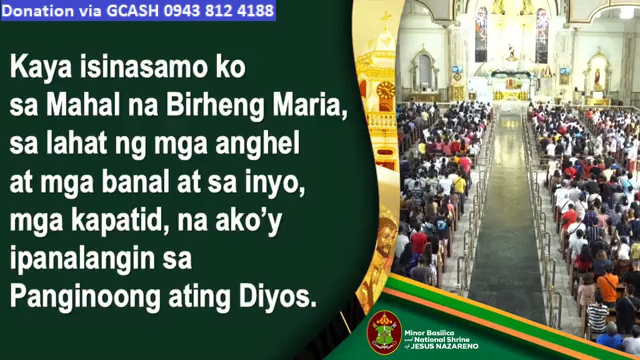 Donation via GCASH 0943 812 4188
Kaya isinasamo ko
sa Mahal na Birheng Maria,
sa lahat ng mga anghel
at mga banal at sa inyo,
mga kapatid, na ako’y
ipanalangin sa
Panginoong ating Diyos.
Minor Basilica
and National Shrine
of JESUS NAZARENO